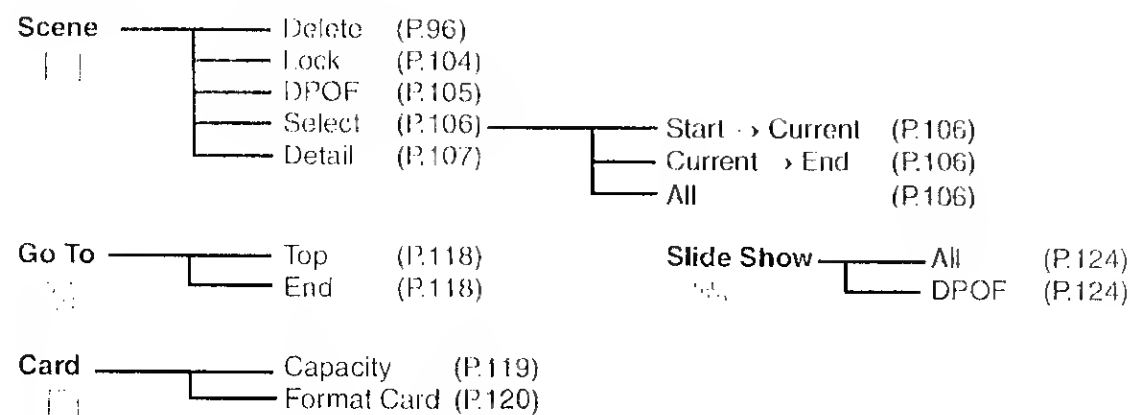 Scene Delete (P.96)
Lock (P.104)
DPOF (P.105)
Select (P.106) Start → Current (P.106)
Detail (P.107) Current → End (P.106)
All (P.106)
Go To Top (P.118) Slide Show All (P.124)
End (P.118) DPOF (P.124)
Card Capacity (P.119)
Format Card (P.120)